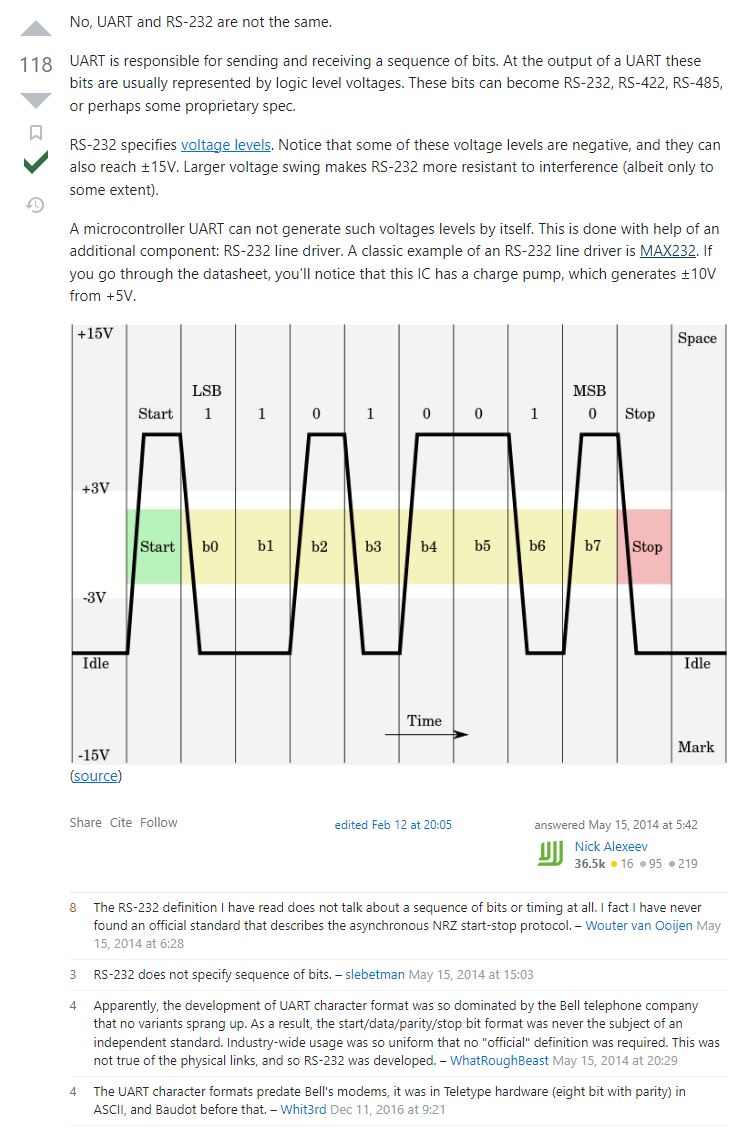 No, UART and RS-232 are not the same.
118
UART is responsible for sending and receiving a sequence of bits. At the output of a UART these
bits are usually represented by logic level voltages. These bits can become RS-232, RS-422, RS-485,
or perhaps some proprietary spec.
RS-232 specifies voltage levels. Notice that some of these voltage levels are negative, and they can
also reach ±15V. Larger voltage swing makes RS-232 more resistant to interference (albeit only to
some extent).
A microcontroller UART can not generate such voltages levels by itself. This is done with help of an
additional component: RS-232 line driver. A classic example of an RS-232 line driver is MAX232. If
you go through the datasheet, you'll notice that this IC has a charge pump, which generates ±10V
from +5V.
+15V
Space
LSB
MSB
Start 1 1 0 1 0 0 1 0 Stop
+3V
Start b0 b1 b2 b3 b4 b5 b6 b7 Stop
-3V
Idle
Idle
Time
Mark
-15V
(source)
Share Cite Follow
edited Feb 12 at 20:05
answered May 15, 2014 at 5:42
Nick Alexeev
36.5k 16 95 219
8 The RS-232 definition I have read does not talk about a sequence of bits or timing at all. I fact I have never
found an official standard that describes the asynchronous NRZ start-stop protocol. – Wouter van Ooijen May
15, 2014 at 6:28
3 RS-232 does not specify sequence of bits. – slebetman May 15, 2014 at 15:03
4 Apparently, the development of UART character format was so dominated by the Bell telephone company
that no variants sprang up. As a result, the start/data/parity/stop bit format was never the subject of an
independent standard. Industry-wide usage was so uniform that no "official" definition was required. This was
not true of the physical links, and so RS-232 was developed. – WhatRoughBeast May 15, 2014 at 20:29
4 The UART character formats predate Bell's modems, it was in Teletype hardware (eight bit with parity) in
ASCII, and Baudot before that. – Whit3rd Dec 11, 2016 at 9:21